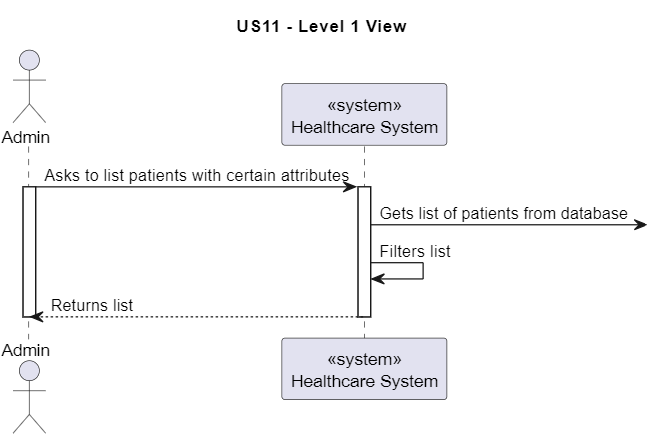 US11 - Level 1 View
Admin
«system»
Healthcare System
Asks to list patients with certain attributes
Gets list of patients from database
Filters list
Returns list
Admin
«system»
Healthcare System